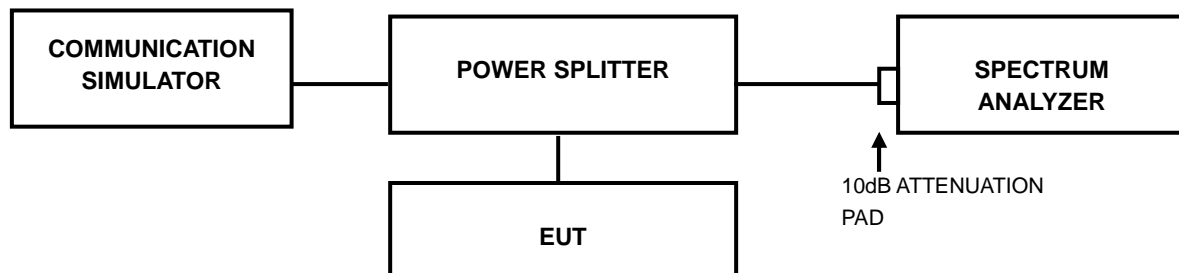 COMMUNICATION
SIMULATOR
POWER SPLITTER
SPECTRUM
ANALYZER
10dB ATTENUATION
PAD
EUT